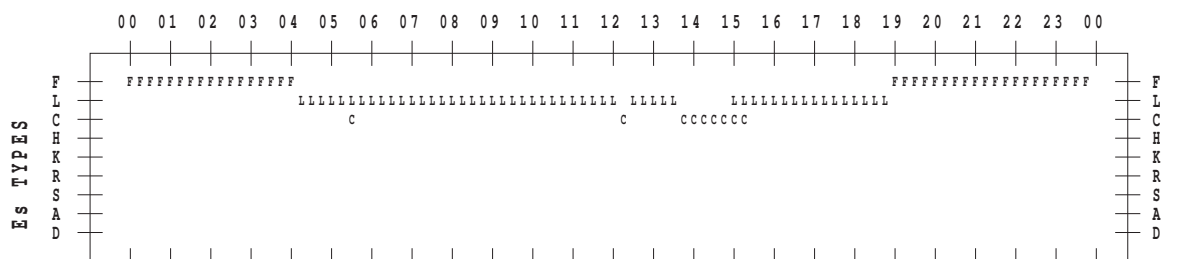 00 01 02 03 04 05 06 07 08 09 10 11 12 13 14 15 16 17 18 19 20 21 22 23 00
F FFFFFFFFFFFFFFFFF FFFFFFFFFFFFFFFFFFFF F
L LLLLLLLLLLLLLLLLLLLLLLLLLLLLLLLL LLLLL LLLLLLLLLLLLLLLL L
C C C CCCCCCC C
H H
K K
R R
S S
A A
D D
Es TYPES